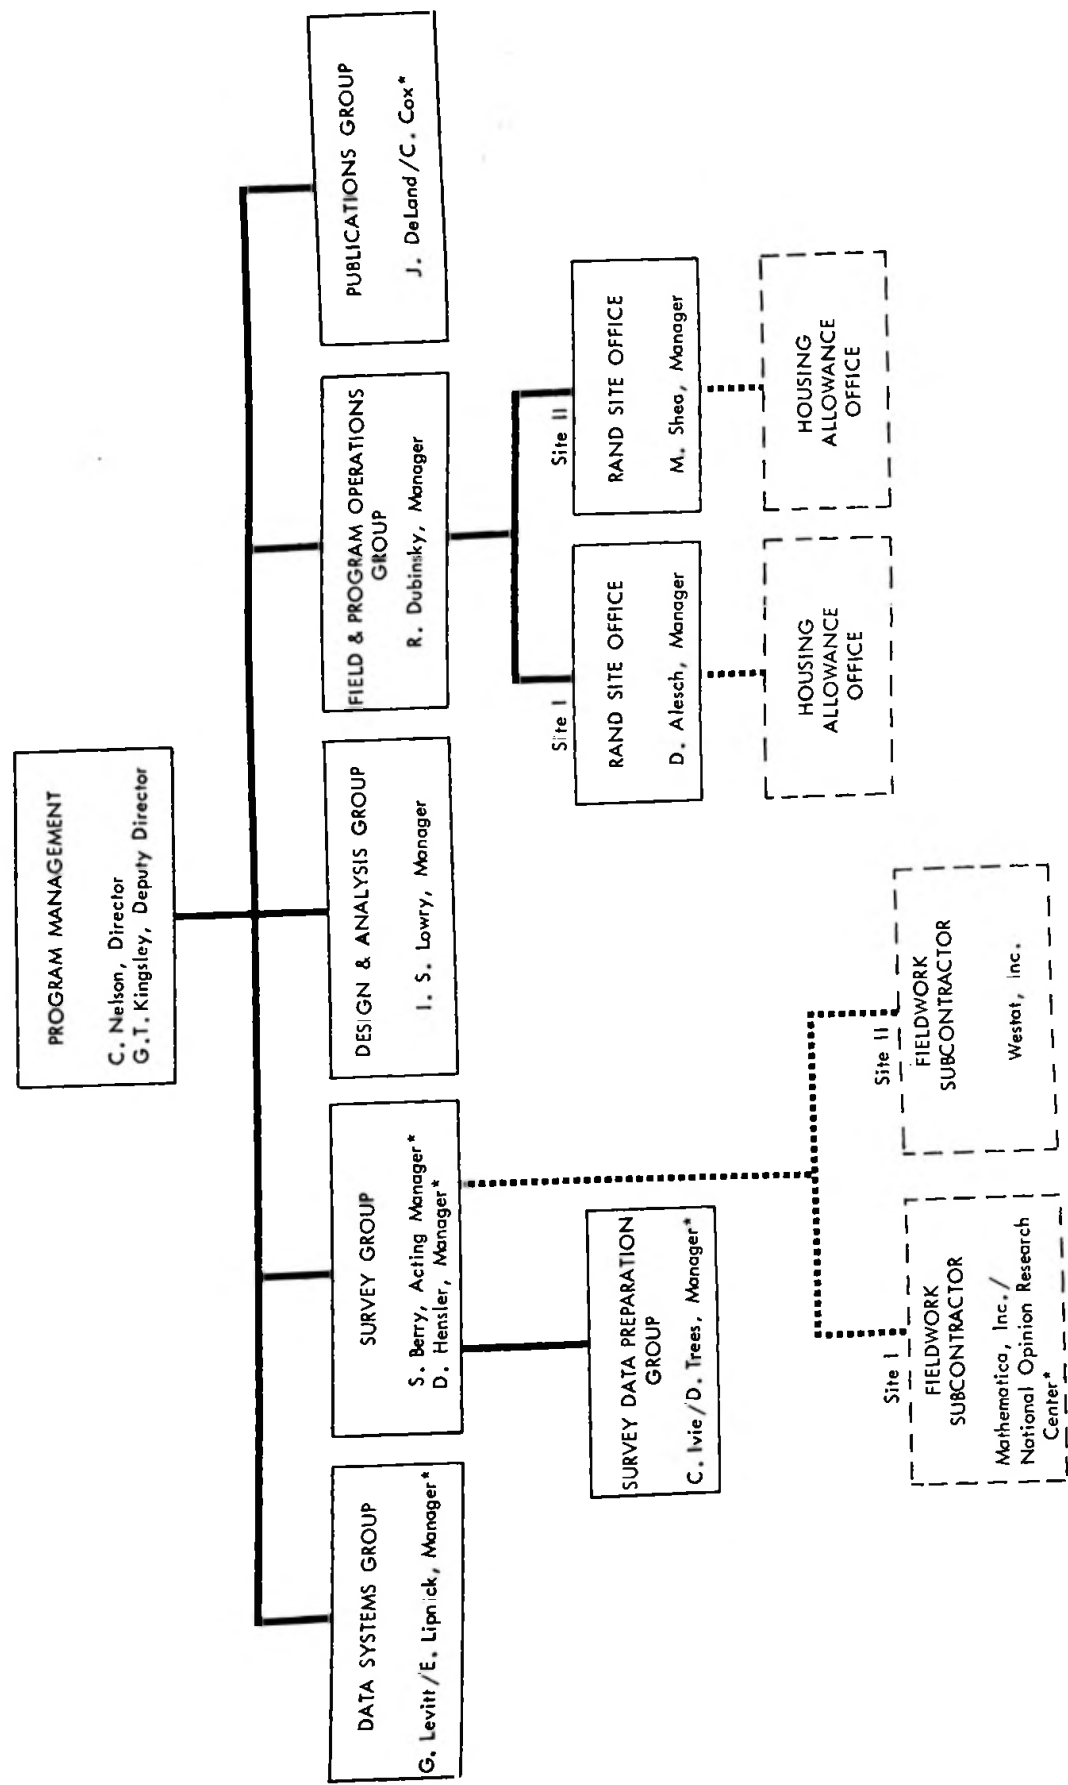 PROGRAM MANAGEMENT
C. Nelson, Director
G.T. Kingsley, Deputy Director
DATA SYSTEMS GROUP
G. Levitt/E. Lipnick, Manager*
SURVEY GROUP
S. Berry, Acting Manager*
D. Hensler, Manager*
DESIGN & ANALYSIS GROUP
I. S. Lowry, Manager
FIELD & PROGRAM OPERATIONS
GROUP
R. Dubinsky, Manager
PUBLICATIONS GROUP
J. DeLand/C. Cox*
SURVEY DATA PREPARATION
GROUP
C. Ivie/D. Trees, Manager*
Site I
RAND SITE OFFICE
D. Alesch, Manager
Site II
RAND SITE OFFICE
M. Shea, Manager
HOUSING
ALLOWANCE
OFFICE
HOUSING
ALLOWANCE
OFFICE
Site I
FIELDWORK
SUBCONTRACTOR
Mathematica, Inc./
National Opinion Research
Center*
Site II
FIELDWORK
SUBCONTRACTOR
Westat, Inc.